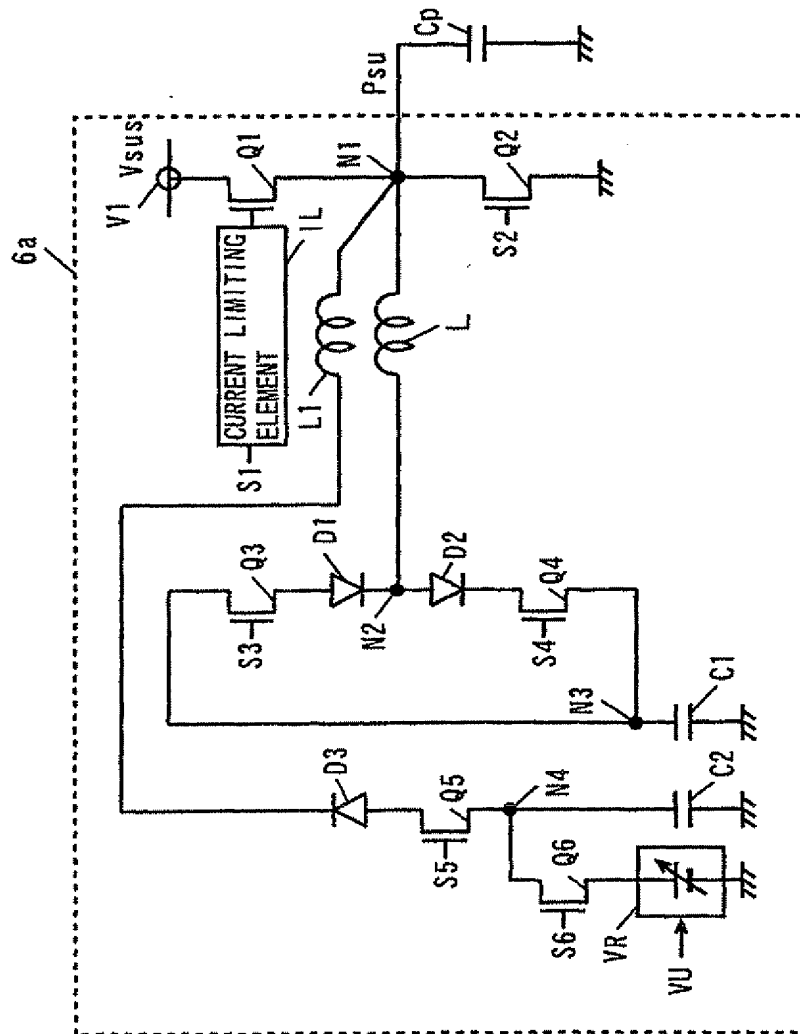 6a
V1
Vsus
S1
CURRENT LIMITING
ELEMENT
IL
Q1
Psu
Cp
N1
L1
L
S2
Q2
S3
Q3
D1
N2
D2
S4
Q4
N3
C1
D3
S5
Q5
N4
C2
S6
Q6
VR
VU